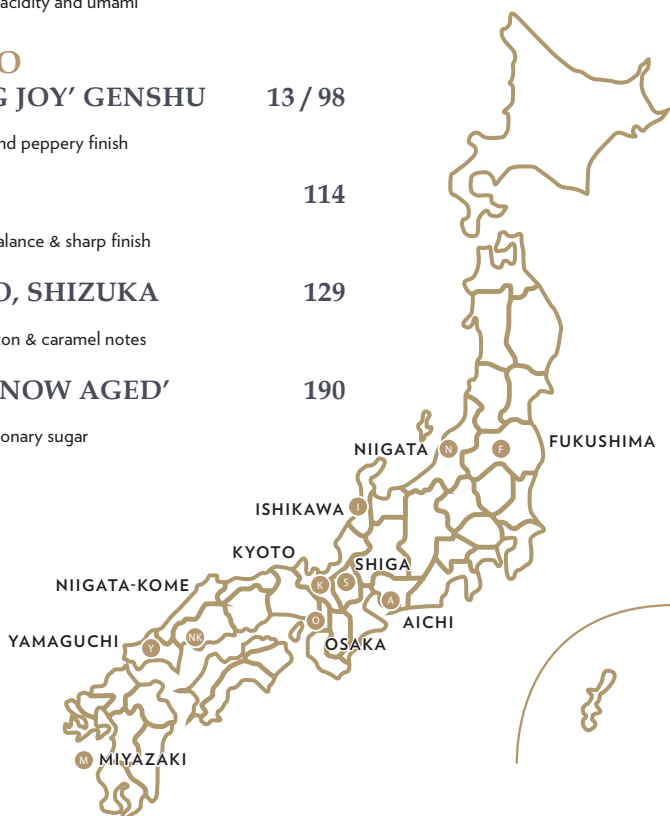 acidity and umami
O
G JOY’ GENSHU 13 / 98
nd peppery finish
114
alance & sharp finish
O, SHIZUKA 129
on & caramel notes
NOW AGED’ 190
onary sugar
NIIGATA N F FUKUSHIMA
ISHIKAWA I
KYOTO
SHIGA
NIIGATA-KOME K S
A
AICHI
YAMAGUCHI Y NK O
OSAKA
M MIYAZAKI